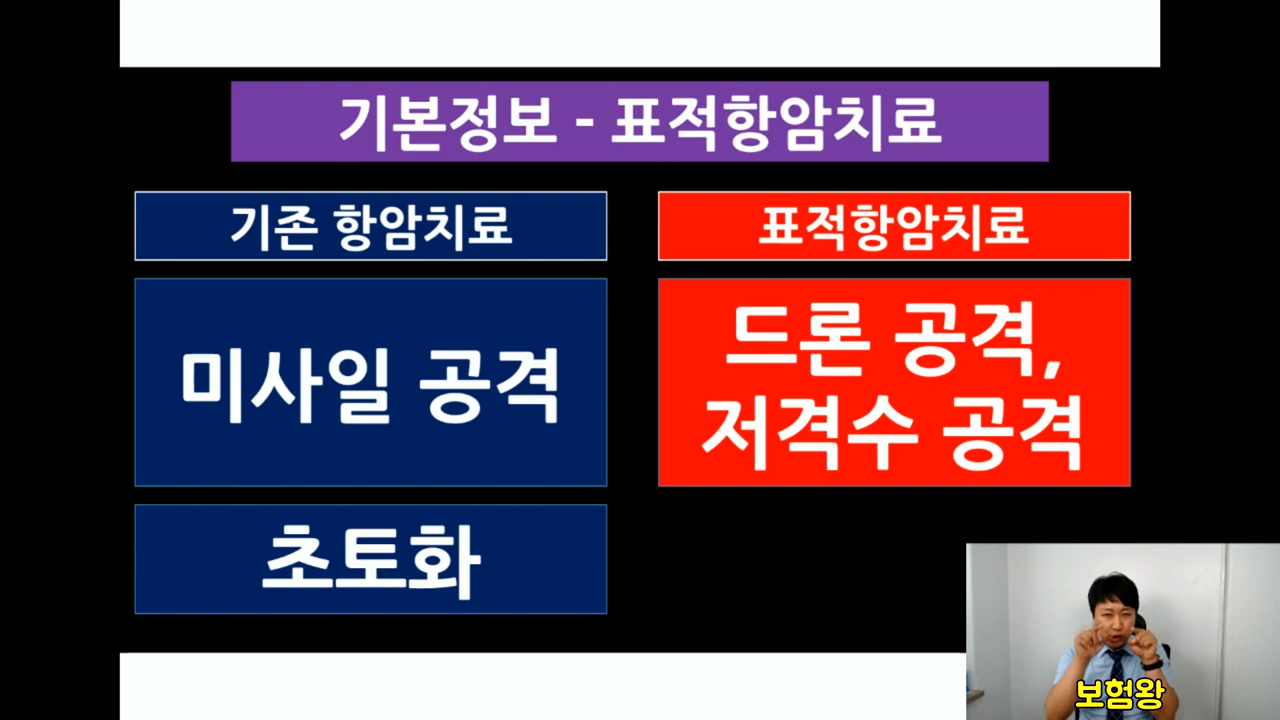 기본정보 - 표적항암치료
기존 항암치료
표적항암치료
미사일 공격
드론 공격,
저격수 공격
초토화
보험왕